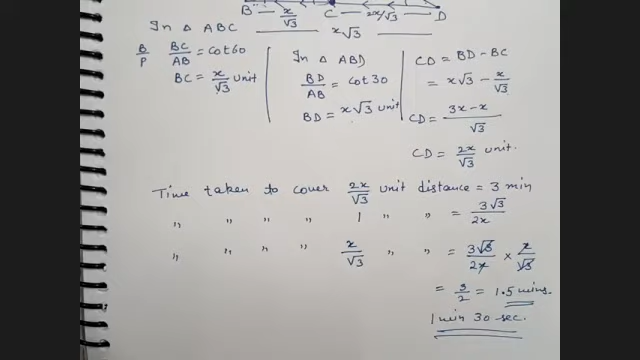 B x/√3 C 2x/√3 D
x√3
In △ ABC
B/P BC/AB = cot 60
BC = x/√3 unit
In △ ABD
BD/AB = cot 30
BD = x√3 unit
CD = BD - BC
= x√3 - x/√3
CD = 3x-x/√3
CD = 2x/√3 unit.
Time taken to cover 2x/√3 unit distance = 3 min
" " " " 1 " " = 3√3/2x
" " " " x/√3 " " = 3√3/2x × x/√3
= 3/2 = 1.5 mins.
1 min 30 sec.